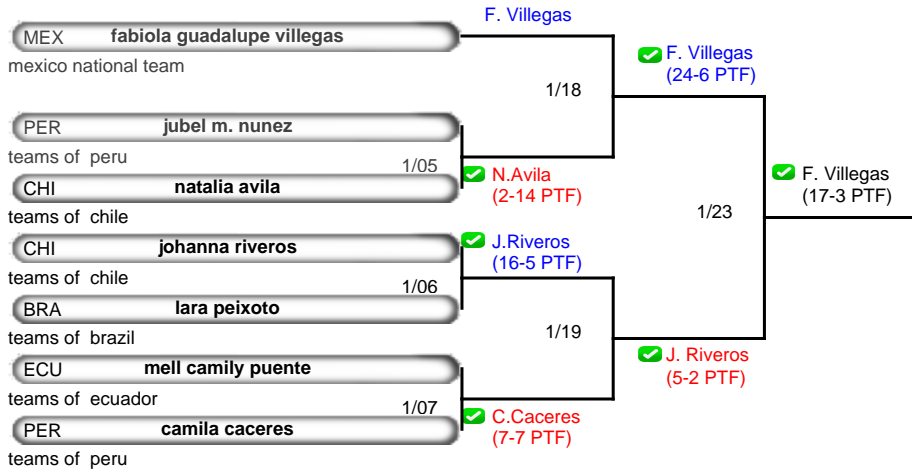 F. Villegas
MEX fabiola guadalupe villegas
mexico national team
F. Villegas
(24-6 PTF)
1/18
PER jubel m. nunez
teams of peru
1/05
CHI natalia avila
teams of chile
N.Avila
(2-14 PTF)
F. Villegas
(17-3 PTF)
1/23
CHI johanna riveros
teams of chile
J.Riveros
(16-5 PTF)
1/06
BRA lara peixoto
teams of brazil
1/19
ECU mell camily puente
teams of ecuador
J. Riveros
(5-2 PTF)
1/07
PER camila caceres
teams of peru
C.Caceres
(7-7 PTF)